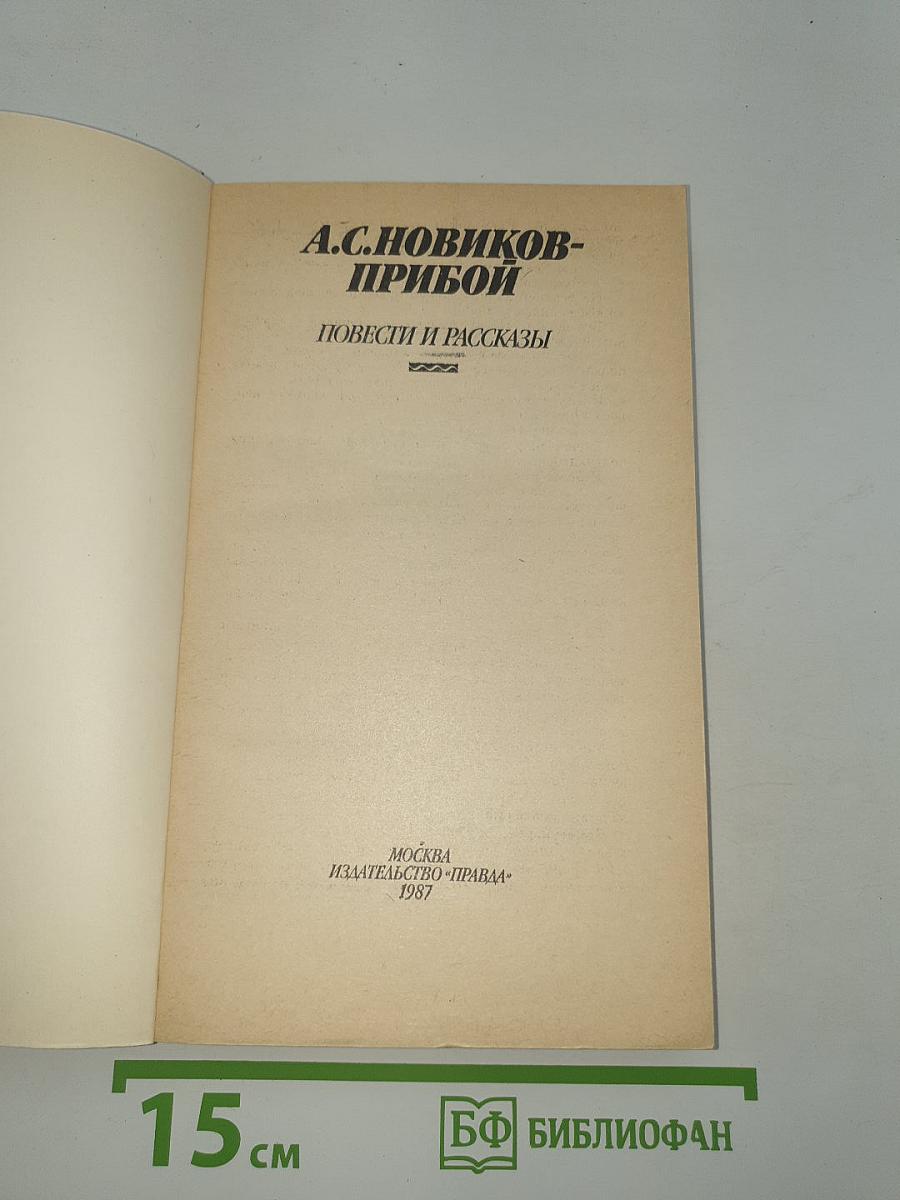 А.С.НОВИКОВ-
ПРИБОЙ
ПОВЕСТИ И РАССКАЗЫ
МОСКВА
ИЗДАТЕЛЬСТВО «ПРАВДА»
1987
15 см
БФ БИБЛИОФАН